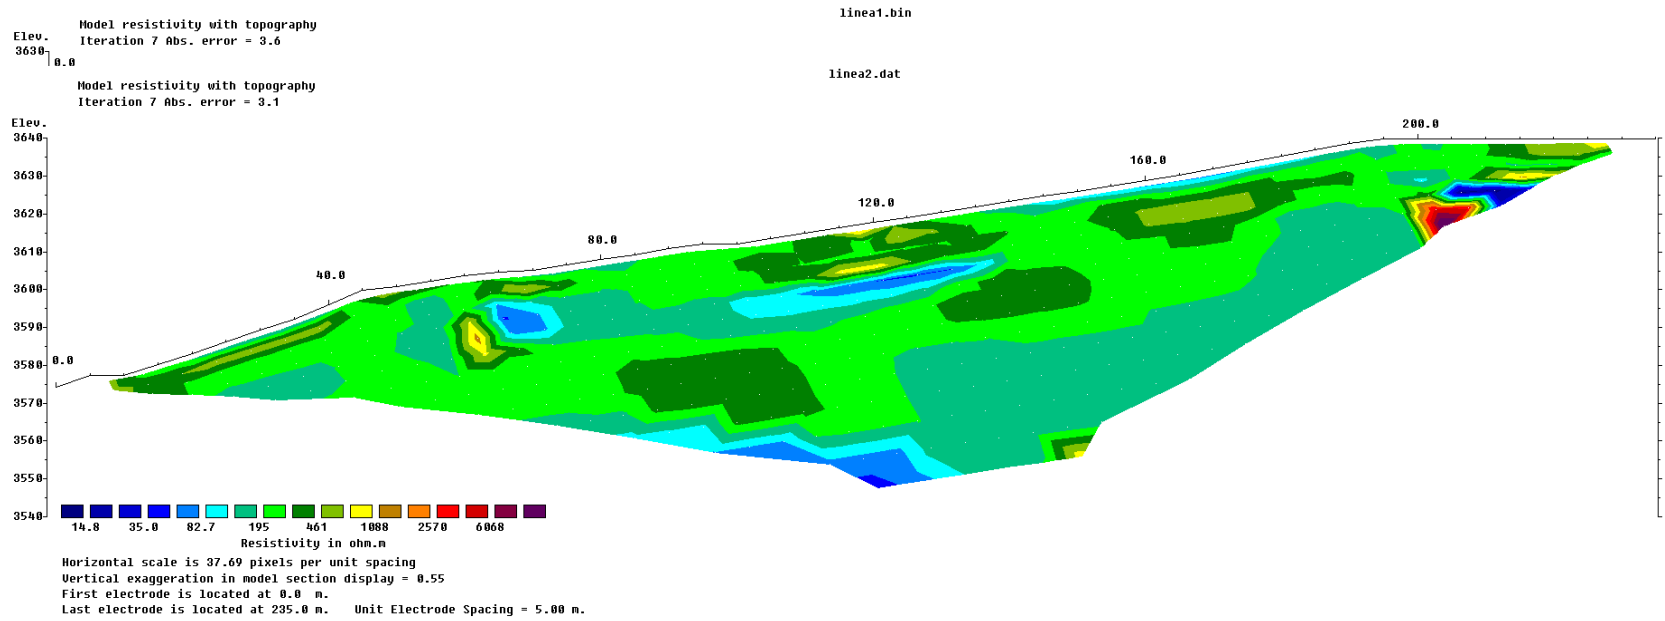 linea1.bin
Model resistivity with topography
Iteration 7 Abs. error = 3.6
Elev.
3630
0.0
linea2.dat
Model resistivity with topography
Iteration 7 Abs. error = 3.1
Elev.
3640
200.0
160.0
3630
3620
120.0
3610
80.0
40.0
3600
3590
0.0
3580
3570
3560
3550
3540
14.8 35.0 82.7 195 461 1088 2570 6068
Resistivity in ohm.m
Horizontal scale is 37.69 pixels per unit spacing
Vertical exaggeration in model section display = 0.55
First electrode is located at 0.0 m.
Last electrode is located at 235.0 m. Unit Electrode Spacing = 5.00 m.